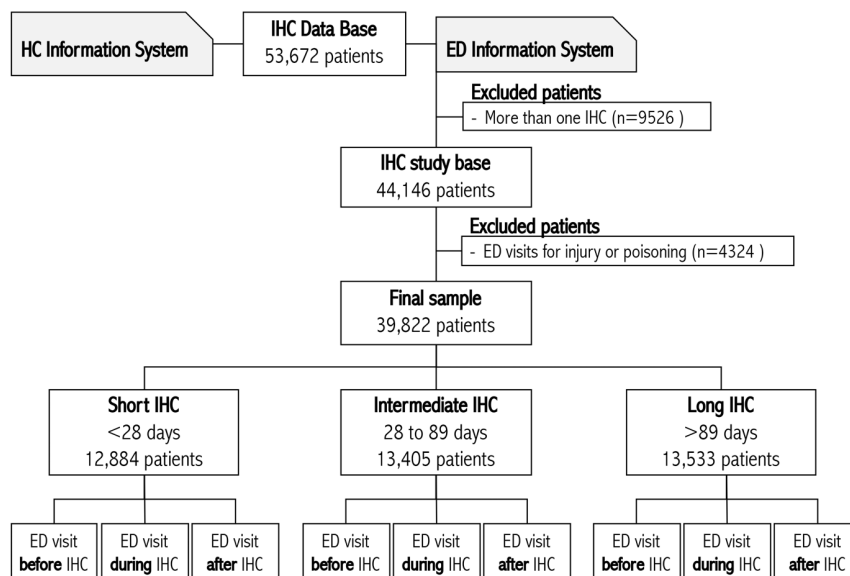 HC Information System
IHC Data Base
53,672 patients
ED Information System
Excluded patients
- More than one IHC (n=9526 )
IHC study base
44,146 patients
Excluded patients
- ED visits for injury or poisoning (n=4324 )
Final sample
39,822 patients
Short IHC
<28 days
12,884 patients
Intermediate IHC
28 to 89 days
13,405 patients
Long IHC
>89 days
13,533 patients
ED visit
before IHC
ED visit
during IHC
ED visit
after IHC
ED visit
before IHC
ED visit
during IHC
ED visit
after IHC
ED visit
before IHC
ED visit
during IHC
ED visit
after IHC